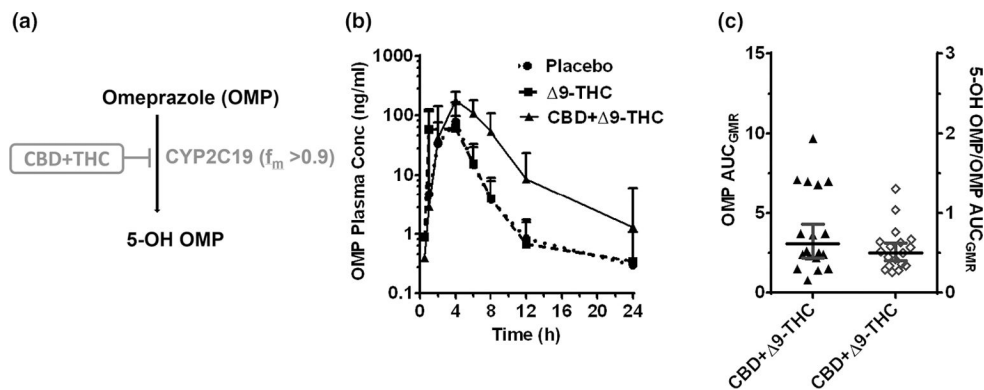 (a)
Omeprazole (OMP)
CBD+THC
CYP2C19 (fm >0.9)
5-OH OMP
(b)
OMP Plasma Conc (ng/ml)
1000
100
10
1
0.1
0 4 8 12 16 20 24
Time (h)
Placebo
Δ9-THC
CBD+Δ9-THC
(c)
OMP AUCGMR
15
10
5
0
3
2
1
0
5-OH OMP/OMP AUCGMR
CBD+Δ9-THC
CBD+Δ9-THC